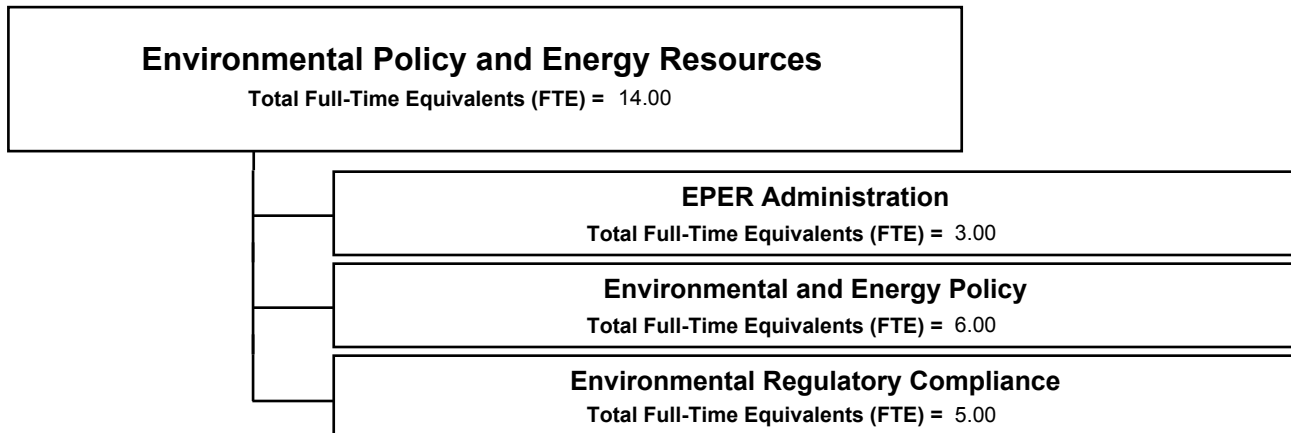 Environmental Policy and Energy Resources
Total Full-Time Equivalents (FTE) = 14.00
EPER Administration
Total Full-Time Equivalents (FTE) = 3.00
Environmental and Energy Policy
Total Full-Time Equivalents (FTE) = 6.00
Environmental Regulatory Compliance
Total Full-Time Equivalents (FTE) = 5.00